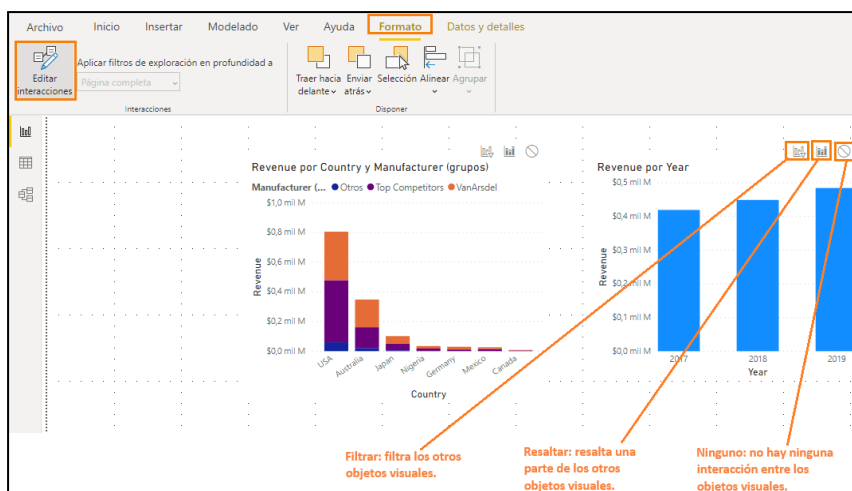 Archivo Inicio Insertar Modelado Ver Ayuda Formato Datos y detalles
Editar
interacciones
Aplicar filtros de exploración en profundidad a
Página completa
Interacciones
Traer hacia
delante
Enviar
atrás
Selección
Alinear
Agrupar
Disponer
Revenue por Country y Manufacturer (grupos)
Manufacturer (... Otros Top Competitors VanArsdel
$1,0 mil M
$0,8 mil M
$0,6 mil M
$0,4 mil M
$0,2 mil M
$0,0 mil M
Revenue
USA
Australia
Japan
Nigeria
Germany
Mexico
Canada
Country
Revenue por Year
$0,5 mil M
$0,4 mil M
$0,3 mil M
$0,2 mil M
$0,1 mil M
$0,0 mil M
Revenue
2017 2018 2019
Year
Filtrar: filtra los otros
objetos visuales.
Resaltar: resalta una
parte de los otros
objetos visuales.
Ninguno: no hay ninguna
interacción entre los
objetos visuales.